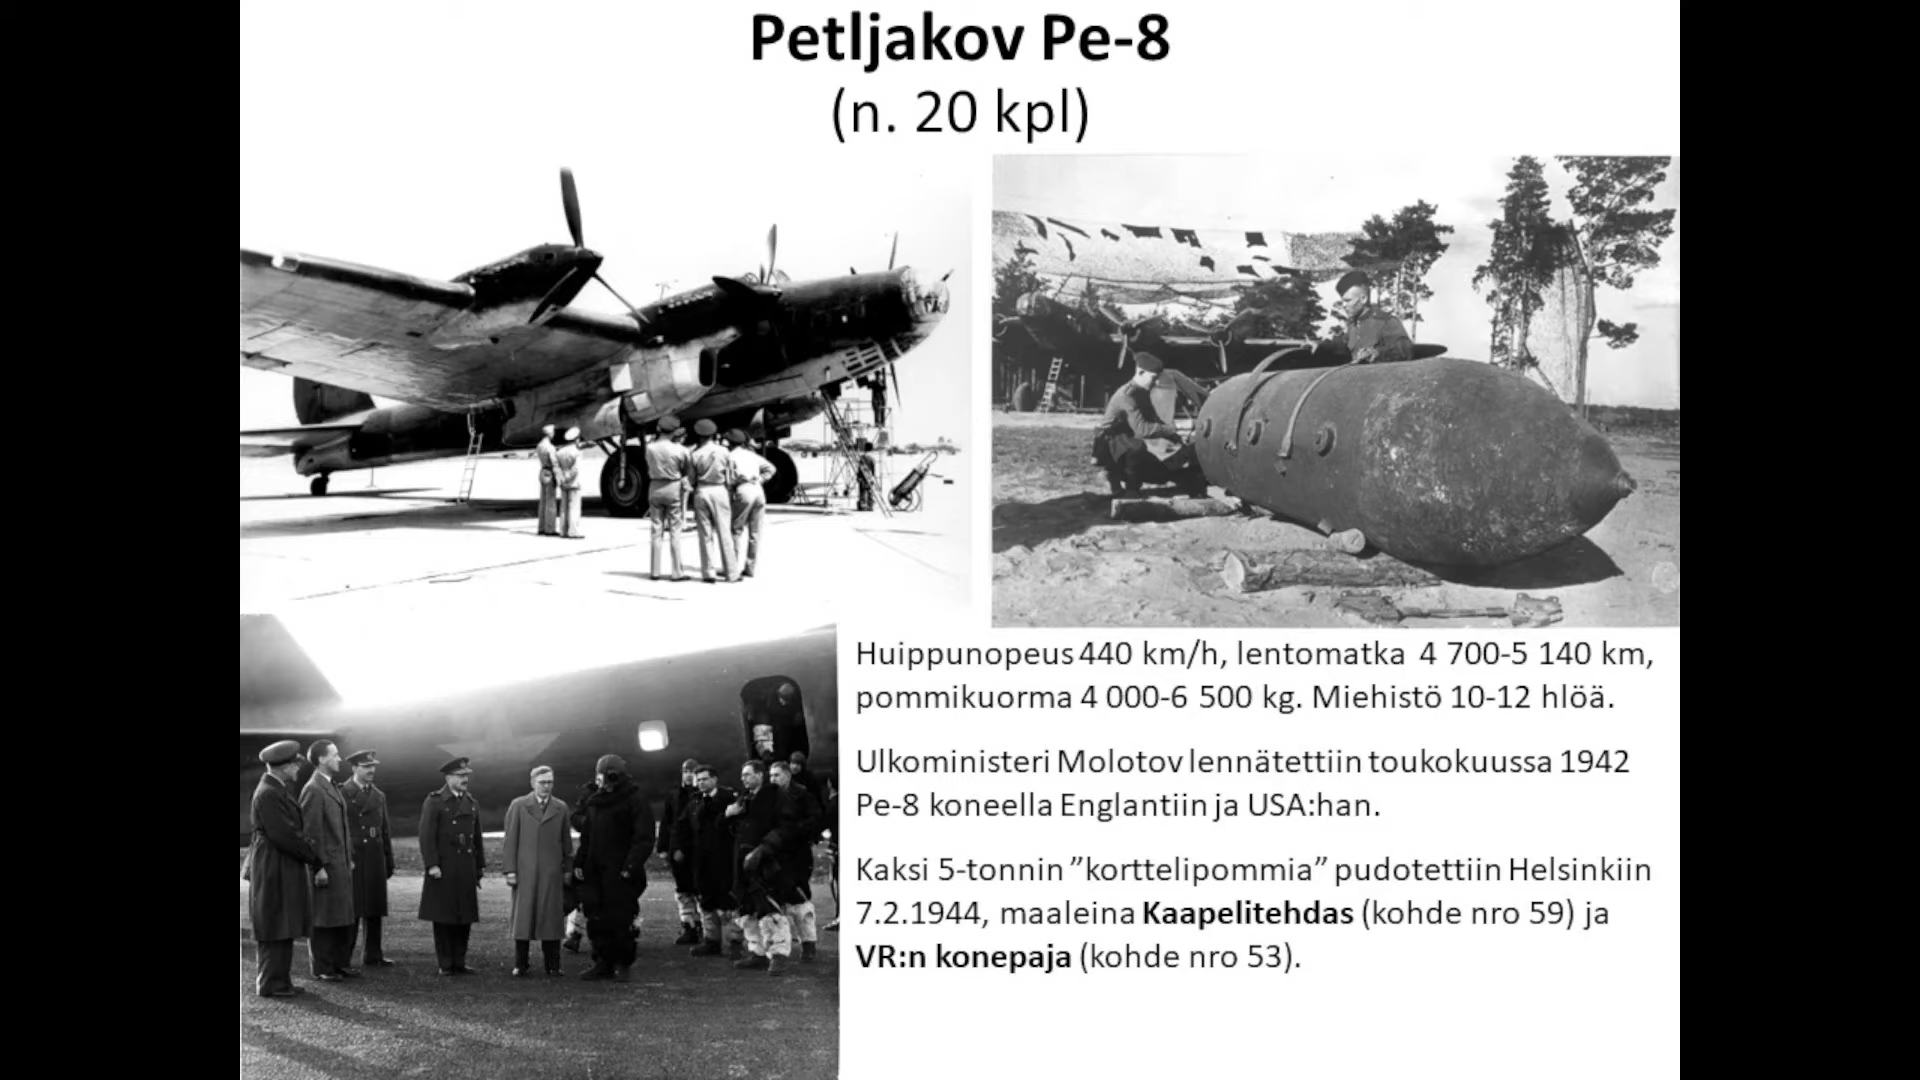 Petljakov Pe-8
(n. 20 kpl)
Huippunopeus 440 km/h, lentomatka 4 700-5 140 km,
pommikuorma 4 000-6 500 kg. Miehistö 10-12 hlöä.
Ulkoministeri Molotov lennätettiin toukokuussa 1942
Pe-8 koneella Englantiin ja USA:han.
Kaksi 5-tonnin ”korttelipommia” pudotettiin Helsinkiin
7.2.1944, maaleina Kaapelitehdas (kohde nro 59) ja
VR:n konepaja (kohde nro 53).